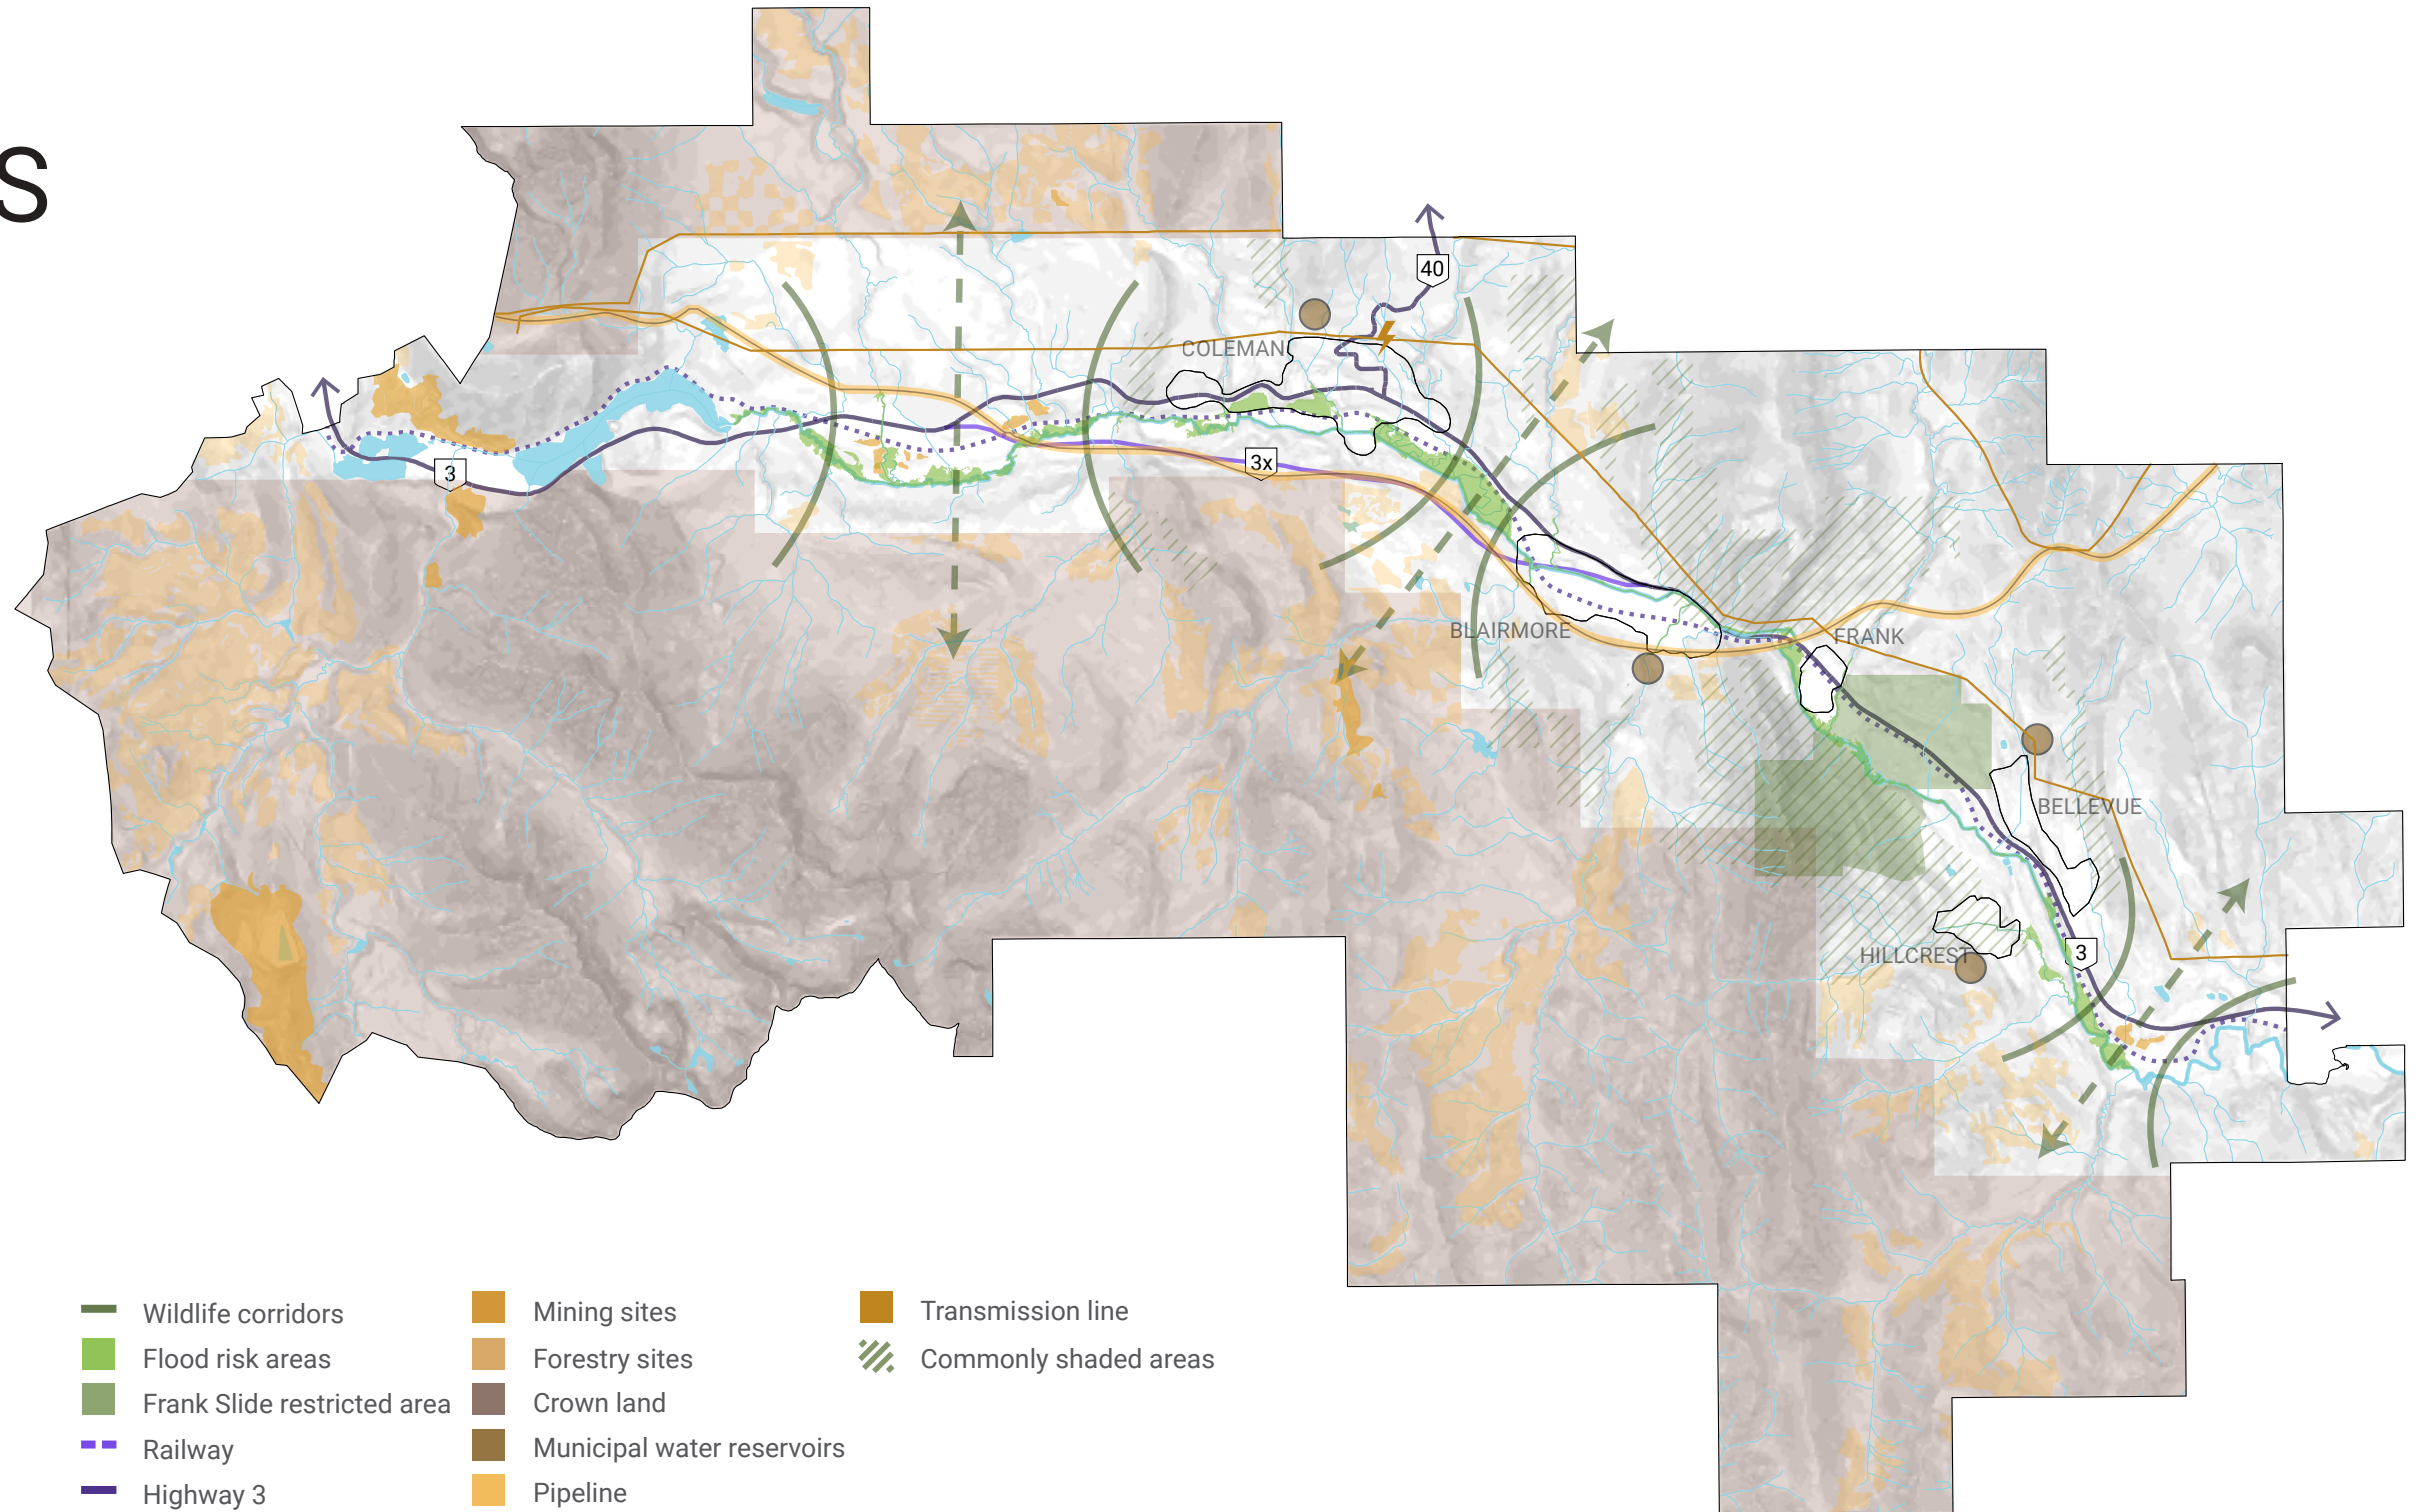 S
40
COLEMAN
3
3x
BLAIRMORE
FRANK
BELLEVUE
HILLCREST
3
Wildlife corridors
Flood risk areas
Frank Slide restricted area
Railway
Highway 3
Mining sites
Forestry sites
Crown land
Municipal water reservoirs
Pipeline
Transmission line
Commonly shaded areas